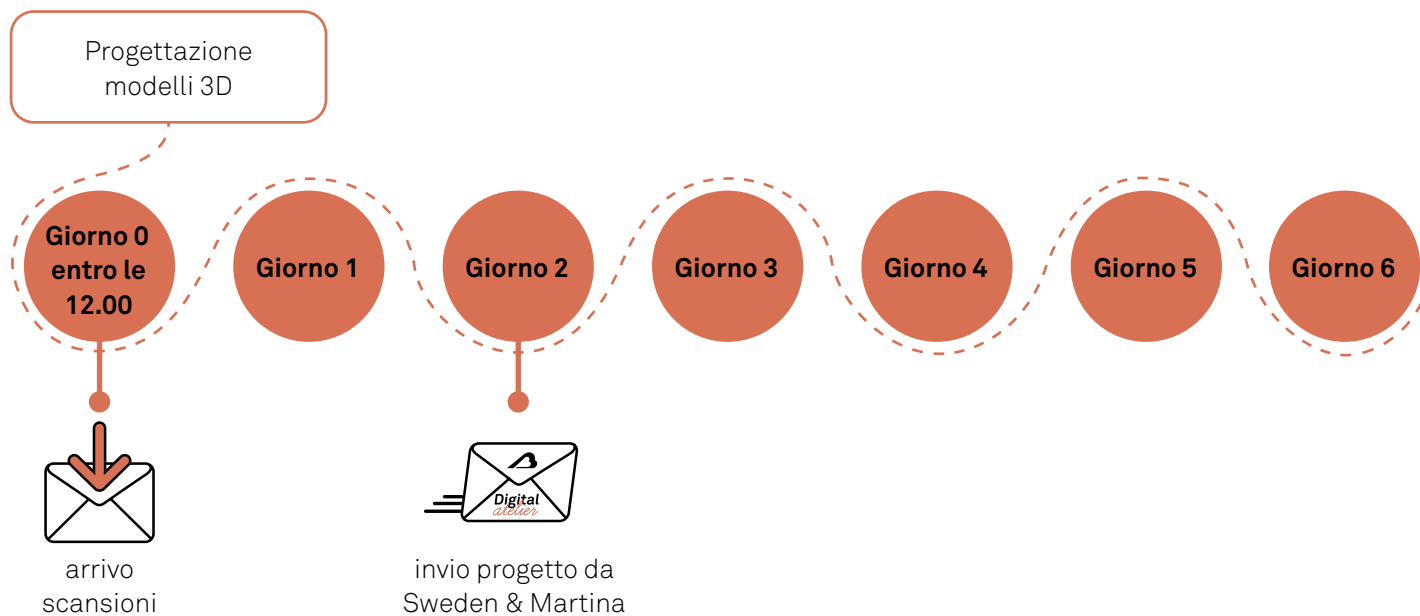 Progettazione
modelli 3D
Giorno 0
entro le
12.00
Giorno 1
Giorno 2
Giorno 3
Giorno 4
Giorno 5
Giorno 6
Digital
atelier
arrivo
scansioni
invio progetto da
Sweden & Martina